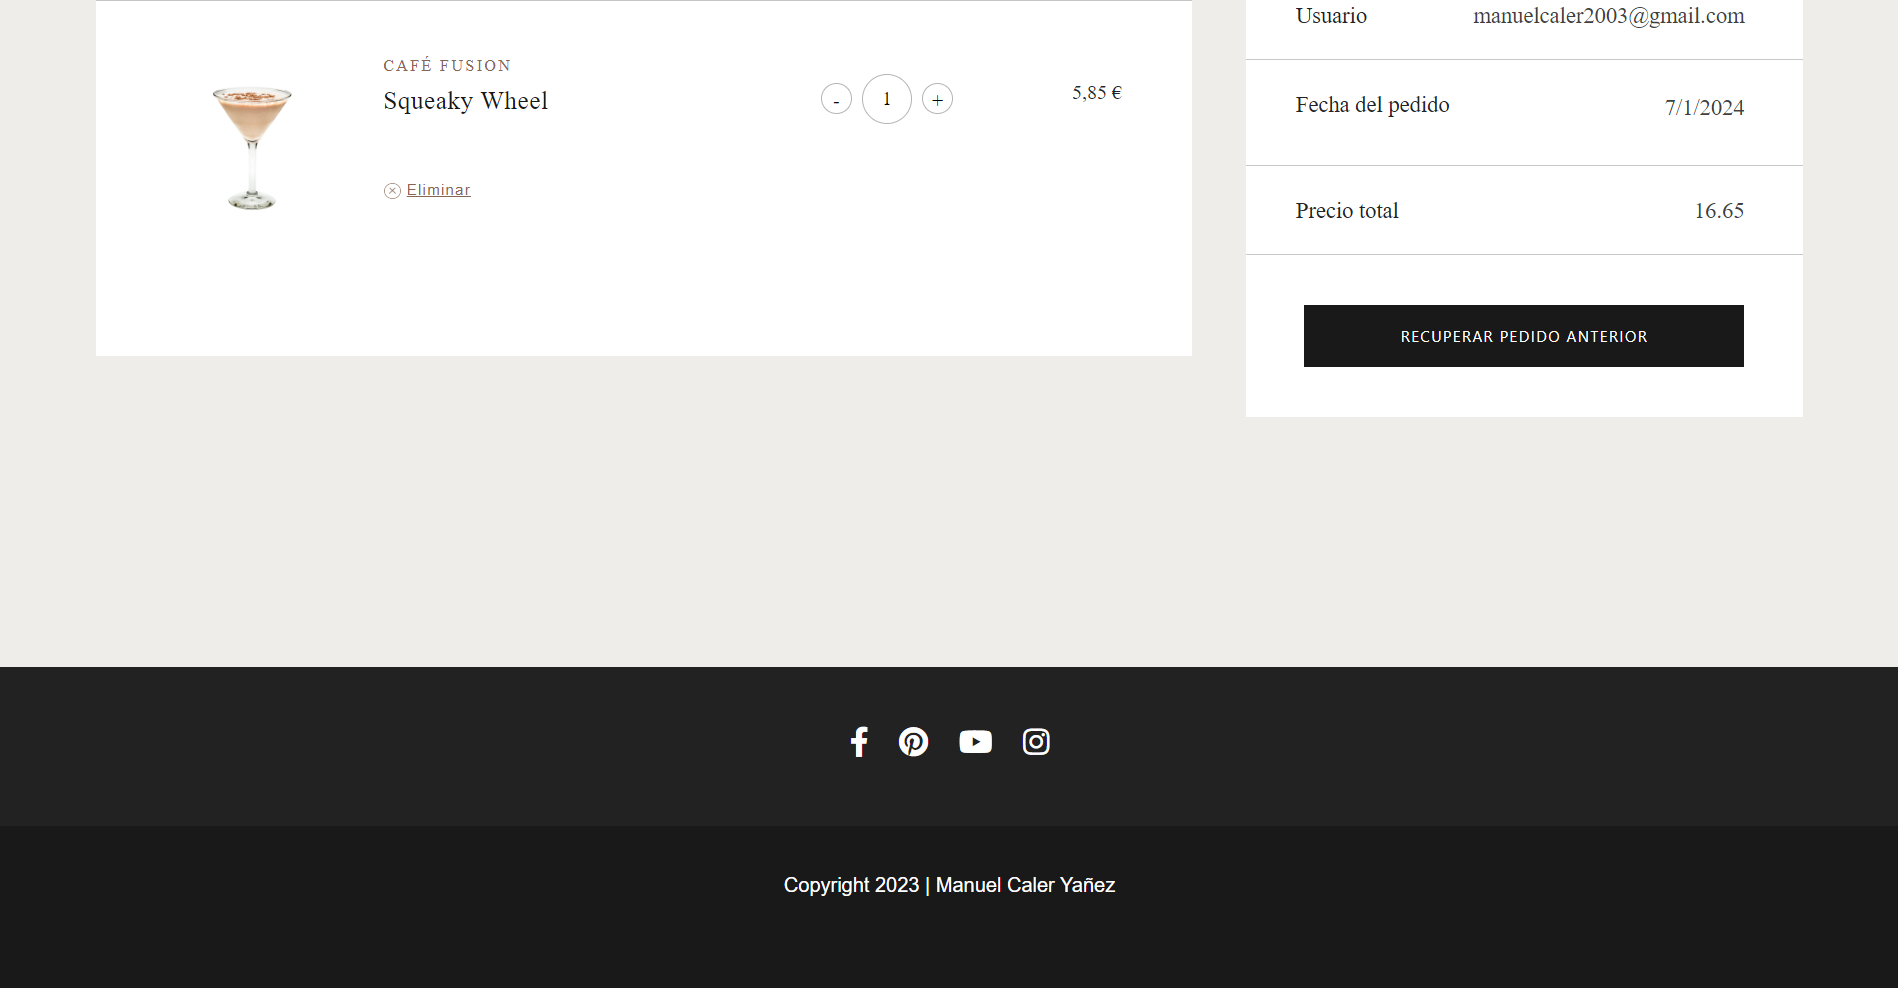 CAFÉ FUSION
Squeaky Wheel
- 1 +
5,85 €
Eliminar
Usuario manuelcaler2003@gmail.com
Fecha del pedido 7/1/2024
Precio total 16.65
RECUPERAR PEDIDO ANTERIOR
Copyright 2023 | Manuel Caler Yañez